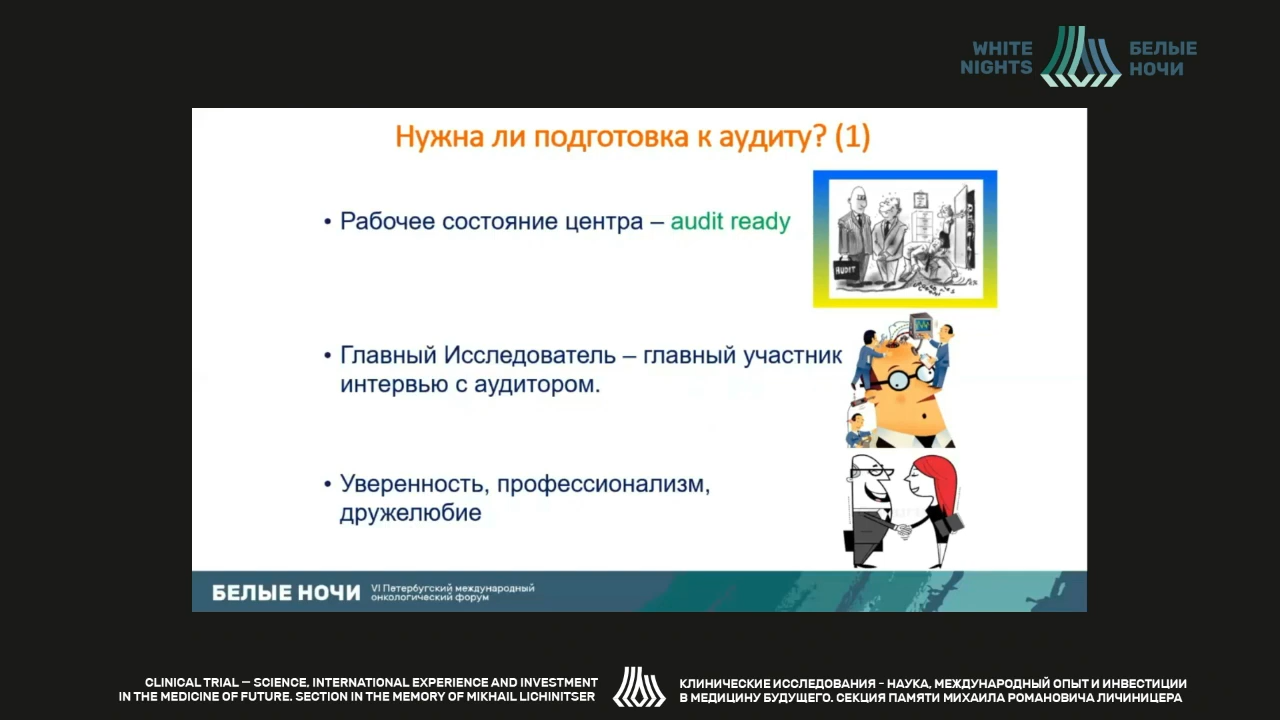 WHITE
NIGHTS
БЕЛЫЕ
НОЧИ
Нужна ли подготовка к аудиту? (1)
• Рабочее состояние центра – audit ready
AUDIT
• Главный Исследователь – главный участник
интервью с аудитором.
• Уверенность, профессионализм,
дружелюбие
БЕЛЫЕ НОЧИ
VI Петербургский международный
онкологический форум
CLINICAL TRIAL – SCIENCE, INTERNATIONAL EXPERIENCE AND INVESTMENT
IN THE MEDICINE OF FUTURE. SECTION IN THE MEMORY OF MIKHAIL LICHINITSER
КЛИНИЧЕСКИЕ ИССЛЕДОВАНИЯ - НАУКА, МЕЖДУНАРОДНЫЙ ОПЫТ И ИНВЕСТИЦИИ
В МЕДИЦИНУ БУДУЩЕГО. СЕКЦИЯ ПАМЯТИ МИХАИЛА РОМАНОВИЧА ЛИЧИНИЦЕРА